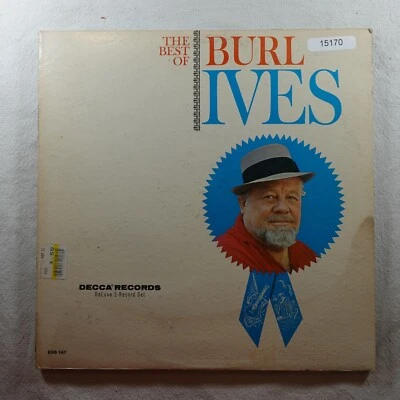 THE
BEST
OF
BURL
IVES
15170
DECCA RECORDS
DeLuxe 2-Record Set